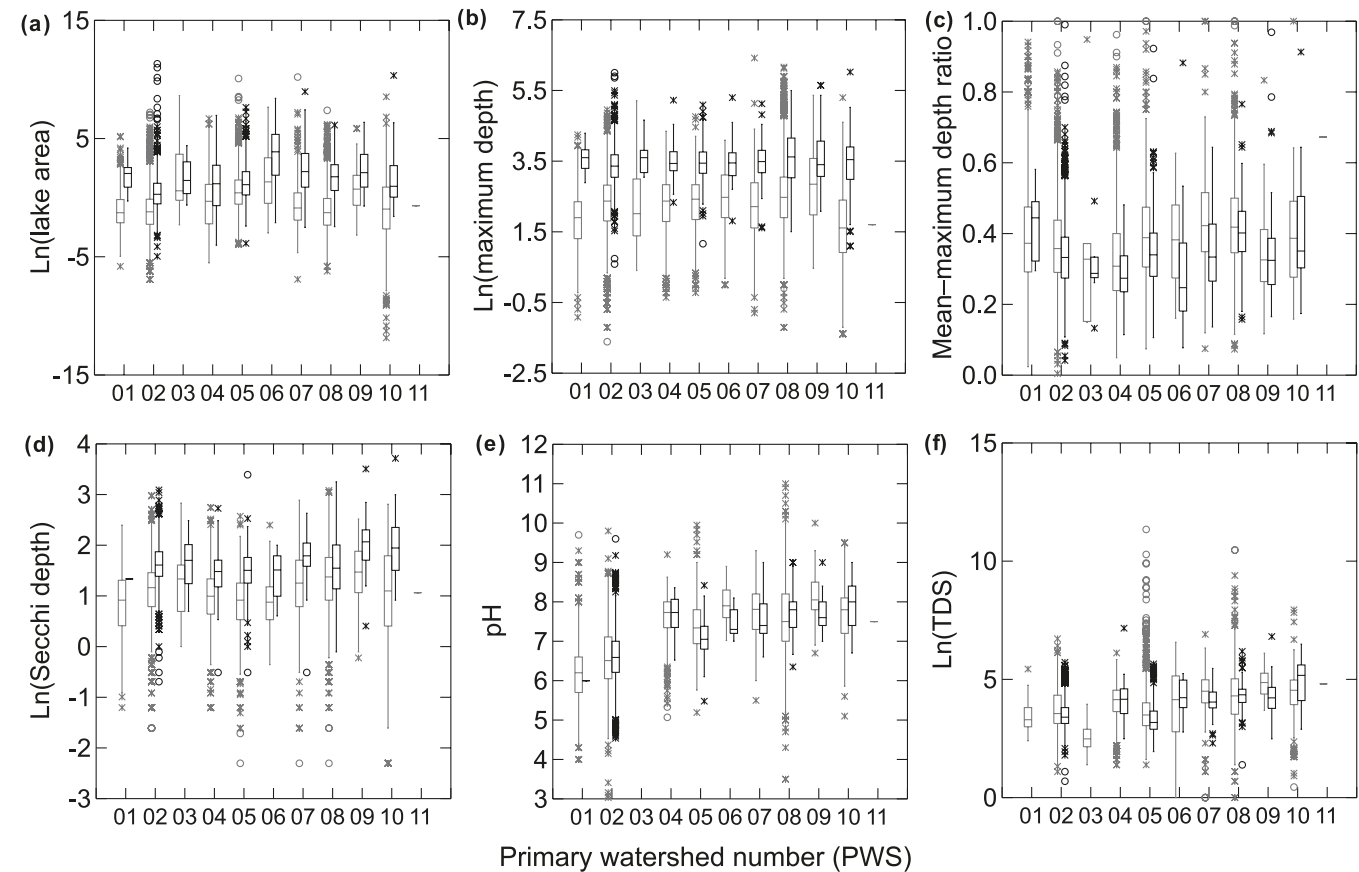 (a)
Ln(lake area)
15
5
-5
-15
01 02 03 04 05 06 07 08 09 10 11
(b)
Ln(maximum depth)
7.5
5.5
3.5
1.5
-0.5
-2.5
01 02 03 04 05 06 07 08 09 10 11
(c)
Mean–maximum depth ratio
1.0
0.8
0.6
0.4
0.2
0.0
01 02 03 04 05 06 07 08 09 10 11
(d)
Ln(Secchi depth)
4
3
2
1
0
-1
-2
-3
01 02 03 04 05 06 07 08 09 10 11
(e)
pH
12
11
10
9
8
7
6
5
4
3
01 02 03 04 05 06 07 08 09 10 11
(f)
Ln(TDS)
15
10
5
0
01 02 03 04 05 06 07 08 09 10 11
Primary watershed number (PWS)